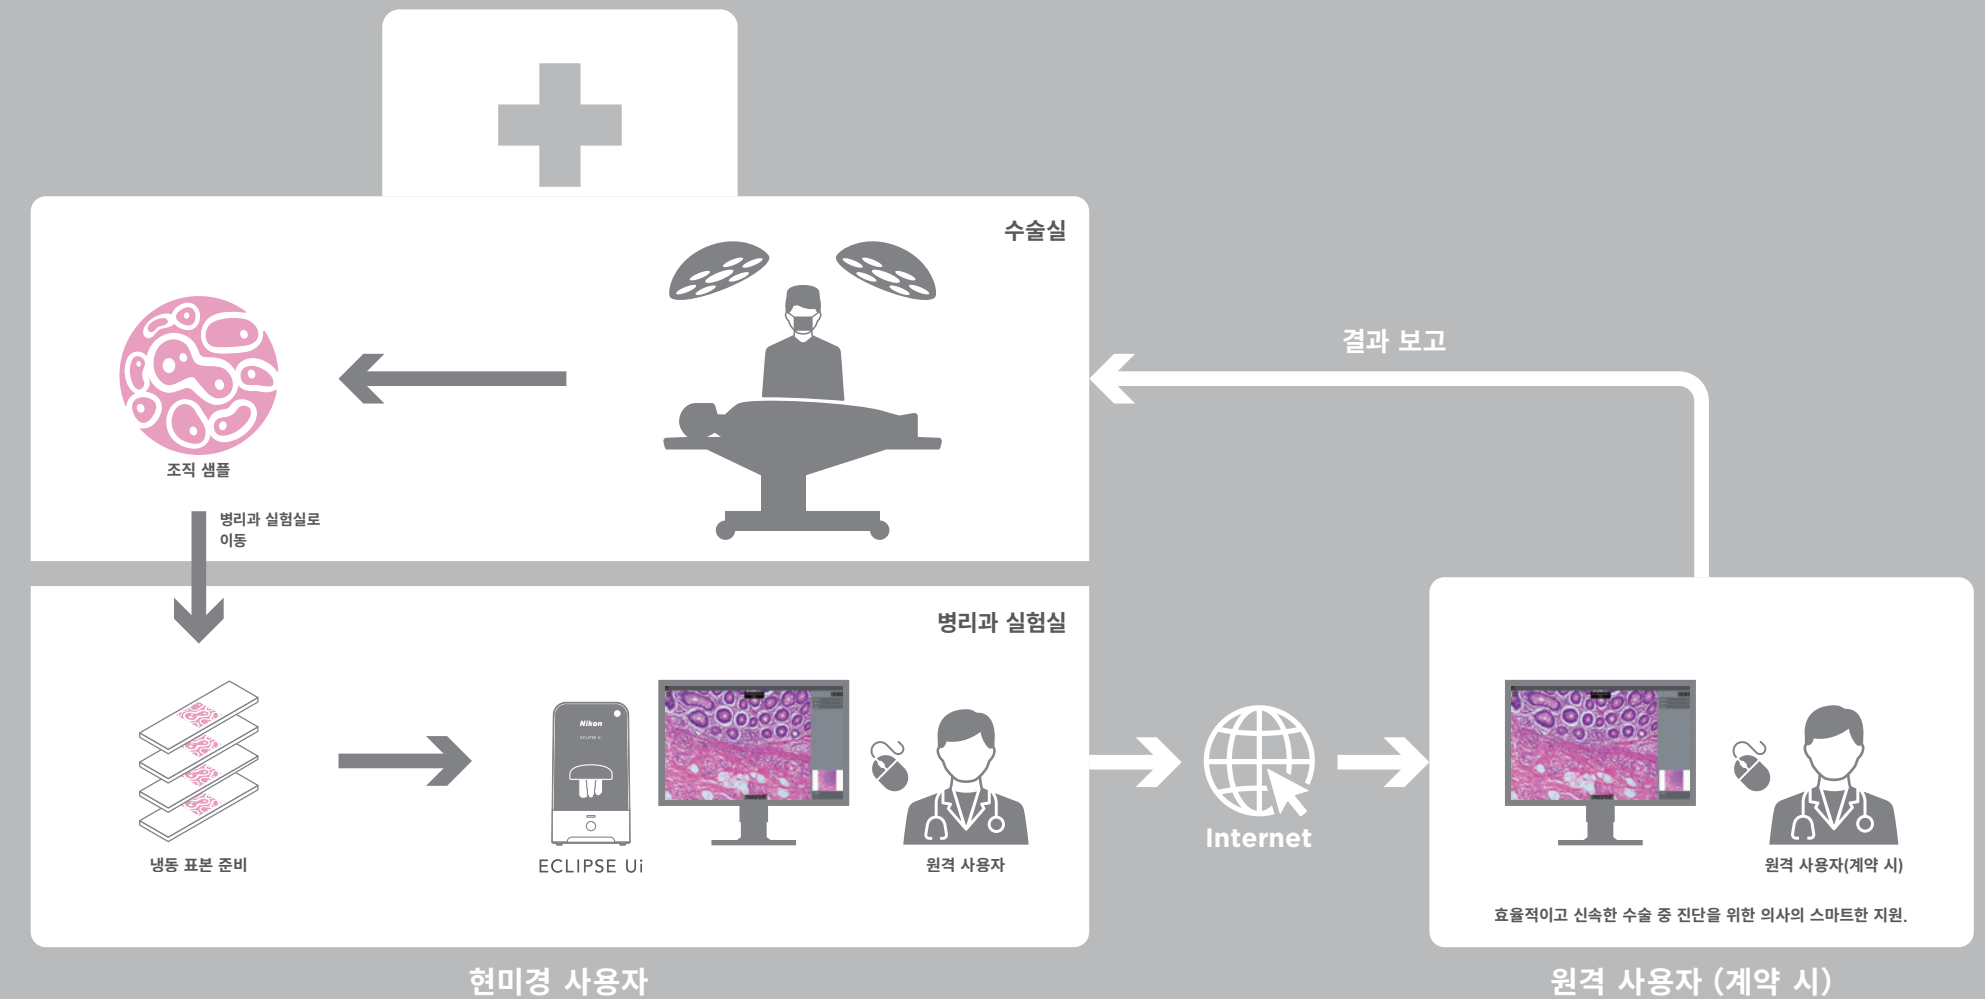 수술실
결과 보고
조직 샘플
병리과 실험실로
이동
병리과 실험실
Nikon
ECLIPSE Ui
ECLIPSE Ui
냉동 표본 준비
원격 사용자
Internet
원격 사용자(계약 시)
효율적이고 신속한 수술 중 진단을 위한 의사의 스마트한 지원.
현미경 사용자
원격 사용자 (계약 시)